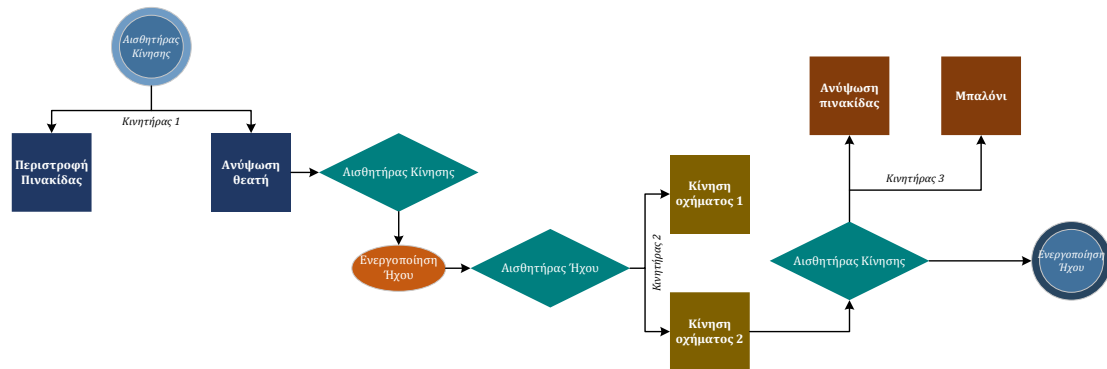 Αισθητήρας
Κίνησης
Κινητήρας 1
Περιστροφή
Πινακίδας
Ανύψωση
θεατή
Αισθητήρας Κίνησης
Ενεργοποίηση
Ήχου
Αισθητήρας Ήχου
Κινητήρας 2
Κίνηση
οχήματος 1
Κίνηση
οχήματος 2
Ανύψωση
πινακίδας
Μπαλόνι
Κινητήρας 3
Αισθητήρας Κίνησης
Ενεργοποίηση
Ήχου